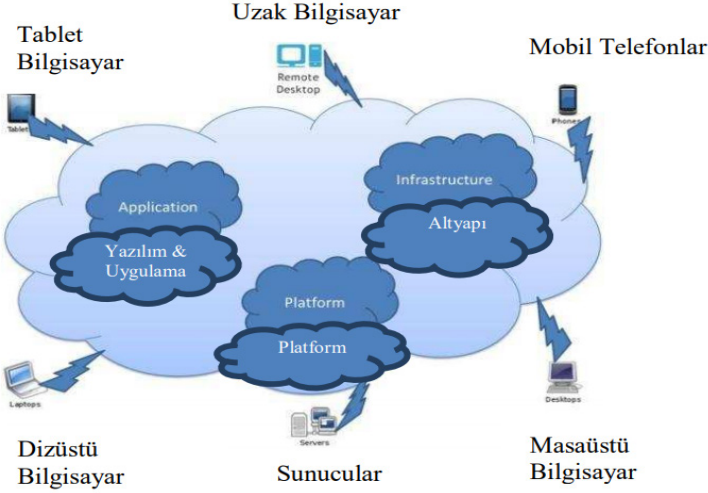 Uzak Bilgisayar
Tablet
Bilgisayar
Mobil Telefonlar
Remote
Desktop
Tablet
Phones
Infrastructure
Application
Altyapı
Yazılım &
Uygulama
Platform
Platform
Laptops
Desktops
Servers
Dizüstü
Bilgisayar
Sunucular
Masaüstü
Bilgisayar